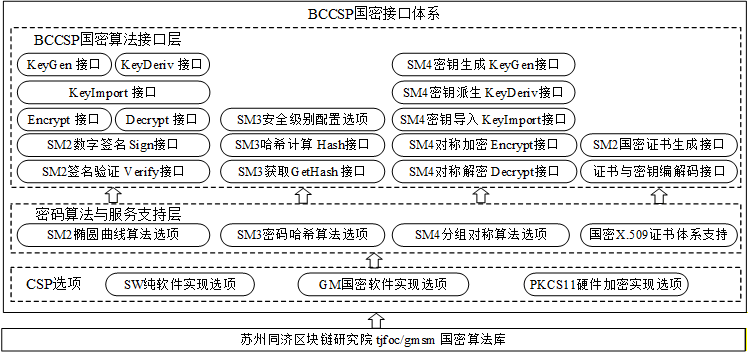 BCCSP国密接口体系
BCCSP国密算法接口层
KeyGen 接口
KeyDeriv 接口
SM4密钥生成 KeyGen接口
KeyImport 接口
SM4密钥派生 KeyDeriv接口
Encrypt 接口
Decrypt 接口
SM3安全级别配置选项
SM4密钥导入 KeyImport接口
SM2数字签名 Sign接口
SM3哈希计算 Hash接口
SM4对称加密 Encrypt接口
SM2国密证书生成接口
SM2签名验证 Verify接口
SM3获取GetHash 接口
SM4对称解密 Decrypt接口
证书与密钥编解码接口
密码算法与服务支持层
SM2椭圆曲线算法选项
SM3密码哈希算法选项
SM4分组对称算法选项
国密X.509证书体系支持
CSP选项
SW纯软件实现选项
GM国密软件实现选项
PKCS11硬件加密实现选项
苏州同济区块链研究院 tjfoc/gmsm 国密算法库